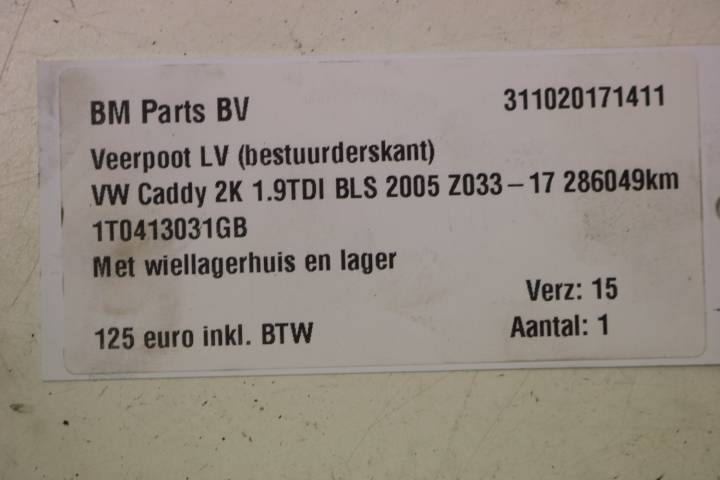 BM Parts BV 311020171411
Veerpoot LV (bestuurderskant)
VW Caddy 2K 1.9TDI BLS 2005 Z033-17 286049km
1T0413031GB
Met wiellagerhuis en lager
Verz: 15
125 euro inkl. BTW Aantal: 1